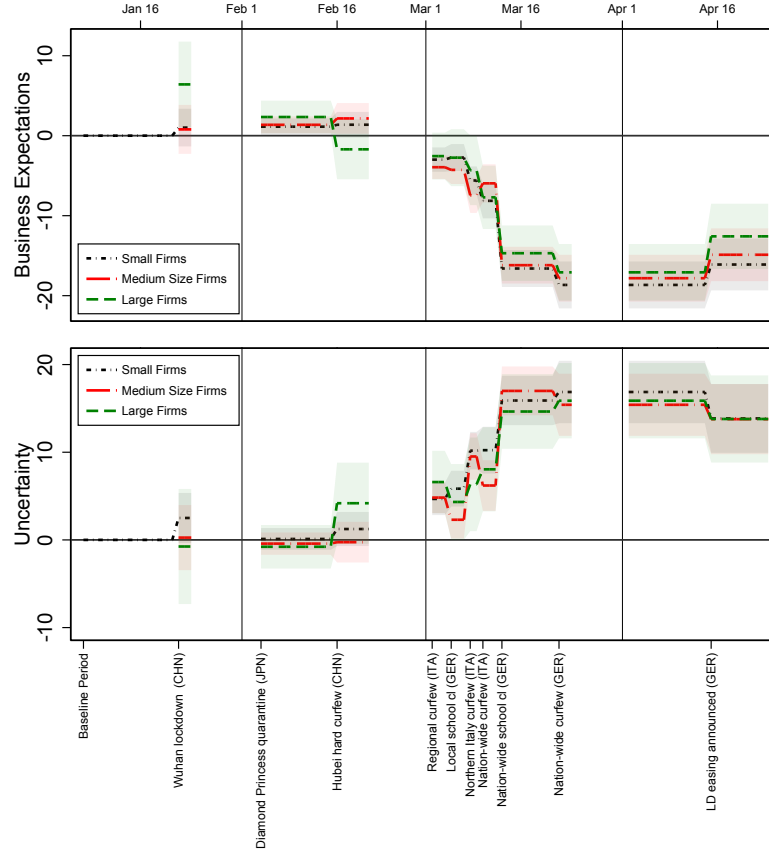 Jan 16
Feb 1
Feb 16
Mar 1
Mar 16
Apr 1
Apr 16
Business Expectations
10
0
-10
-20
Small Firms
Medium Size Firms
Large Firms
Uncertainty
20
10
0
-10
Small Firms
Medium Size Firms
Large Firms
Baseline Period
Wuhan lockdown (CHN)
Diamond Princess quarantine (JPN)
Hubei hard curfew (CHN)
Regional curfew (ITA)
Local school cl (GER)
Northern Italy curfew (ITA)
Nation-wide curfew (ITA)
Nation-wide school cl (GER)
Nation-wide curfew (GER)
LD easing announced (GER)